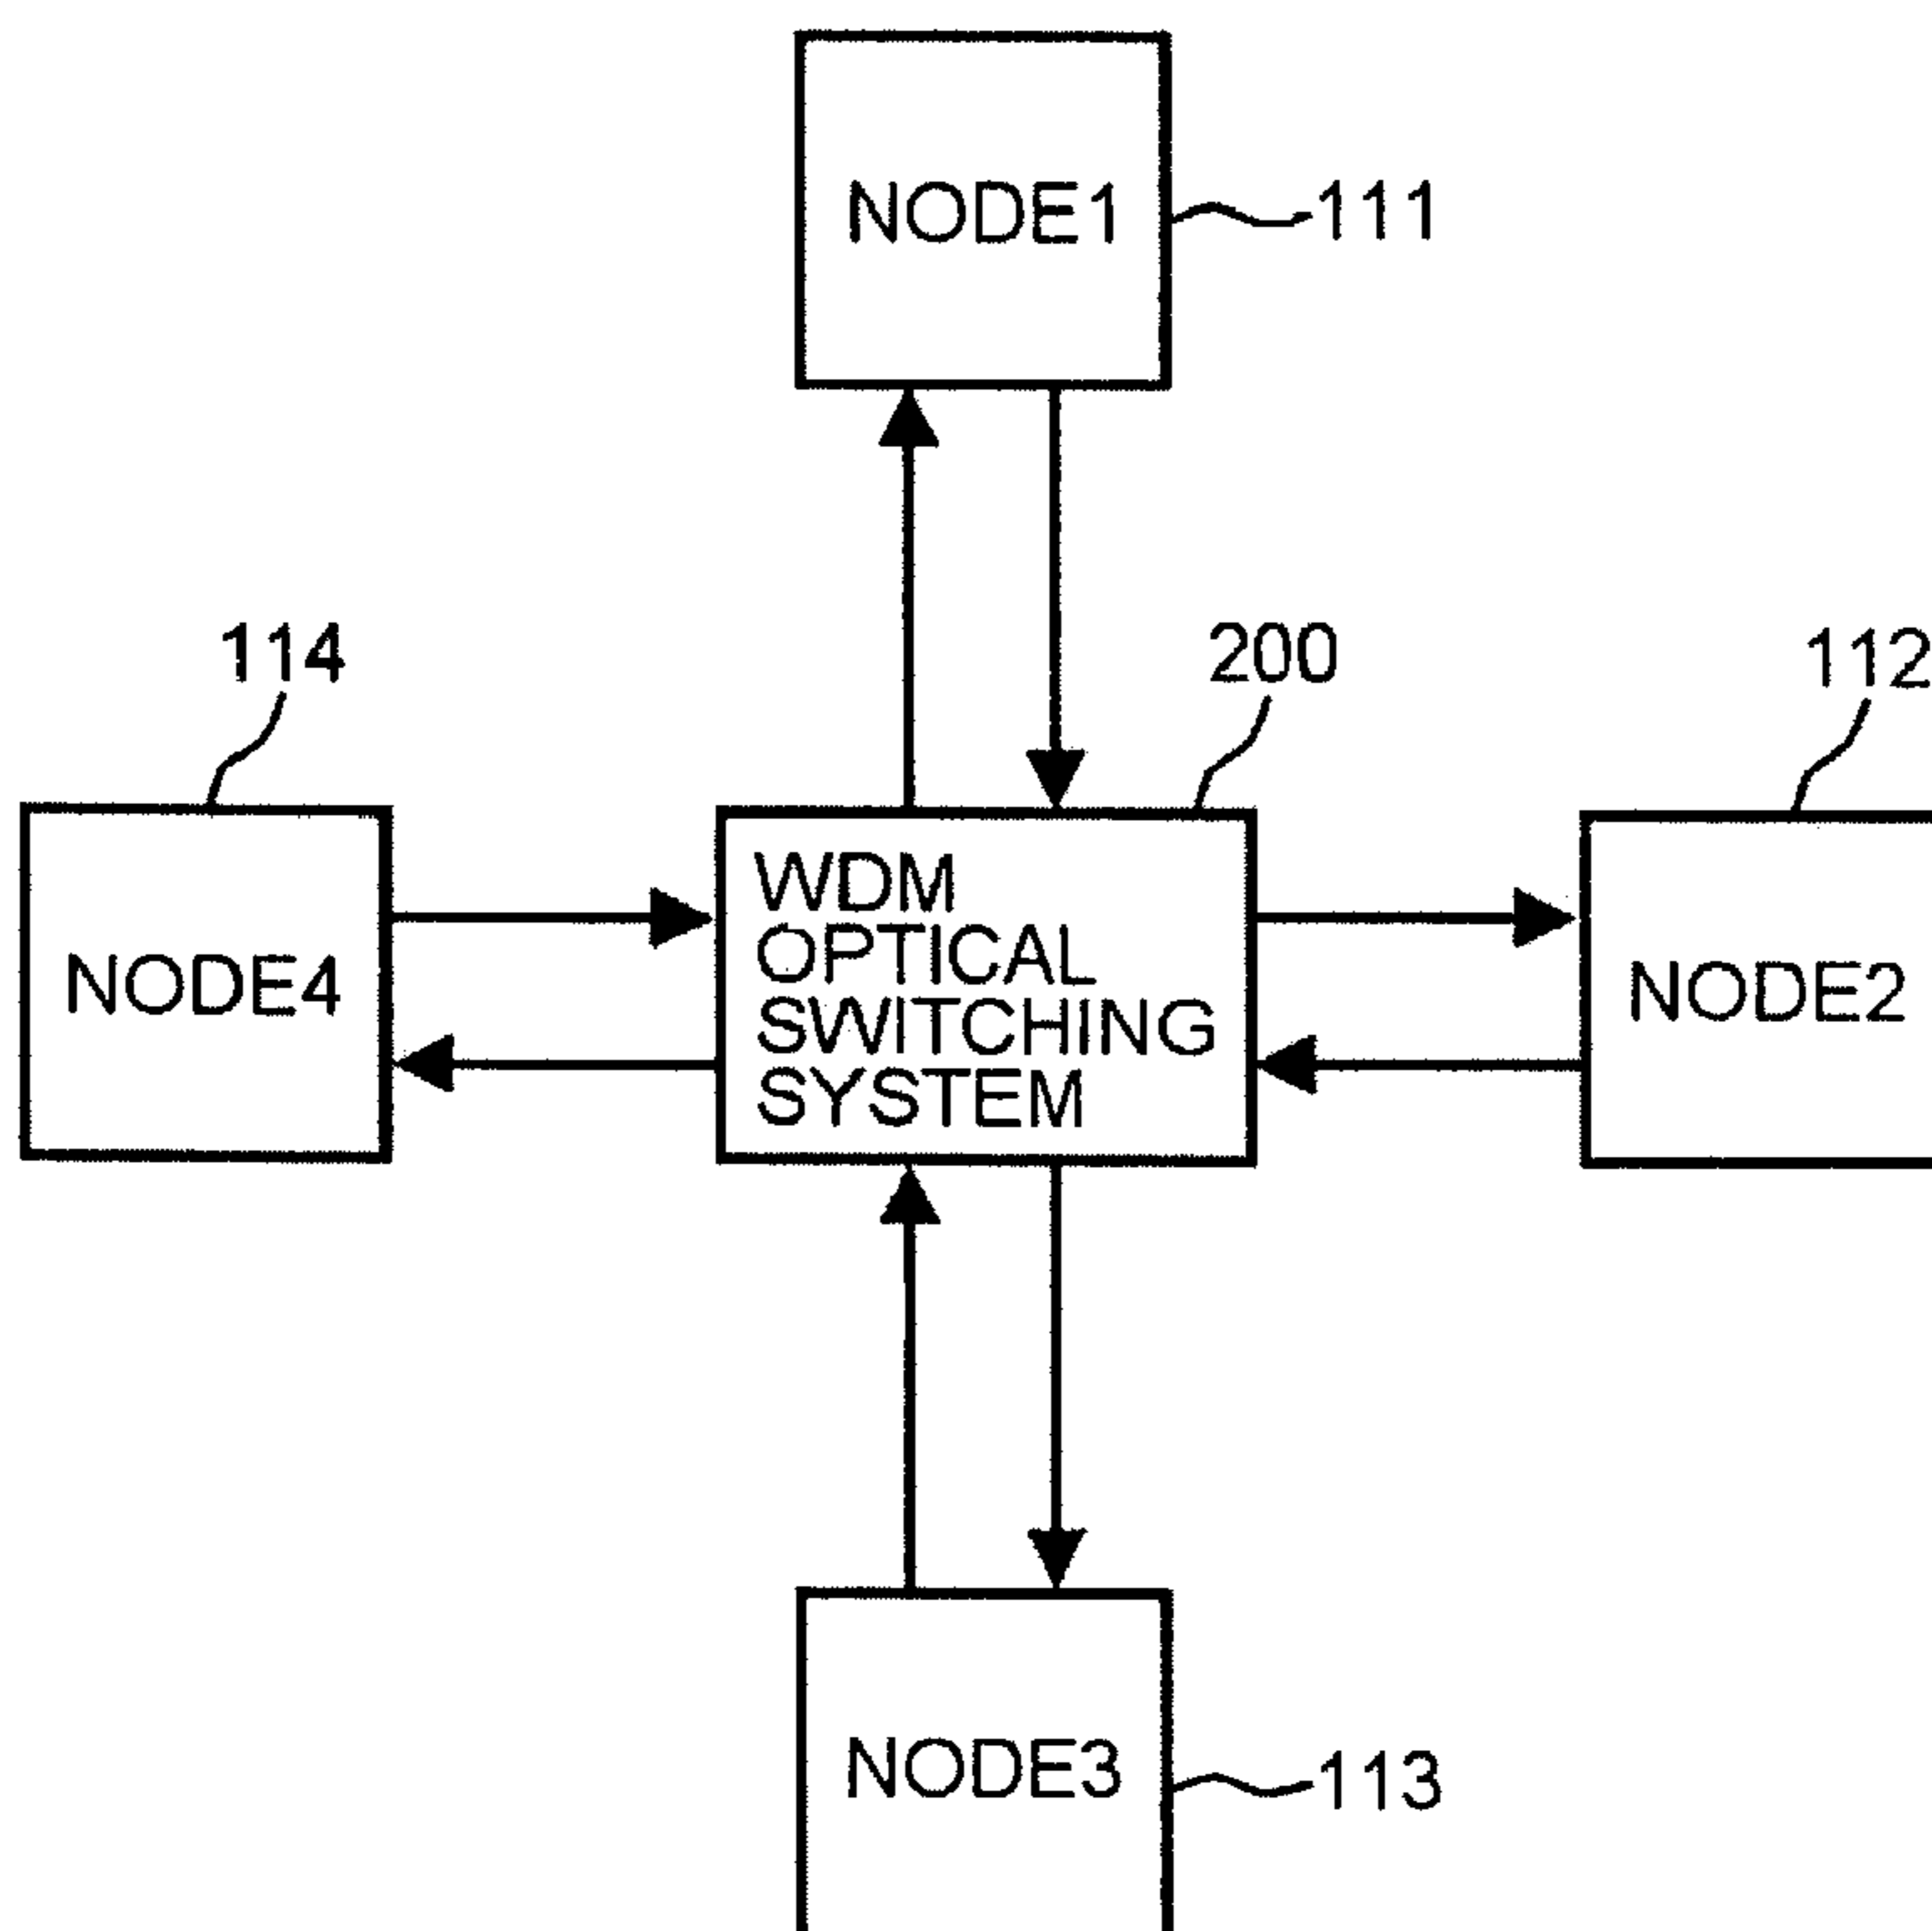 NODE1
111
114
200
112
NODE4
WDM
OPTICAL
SWITCHING
SYSTEM
NODE2
NODE3
113